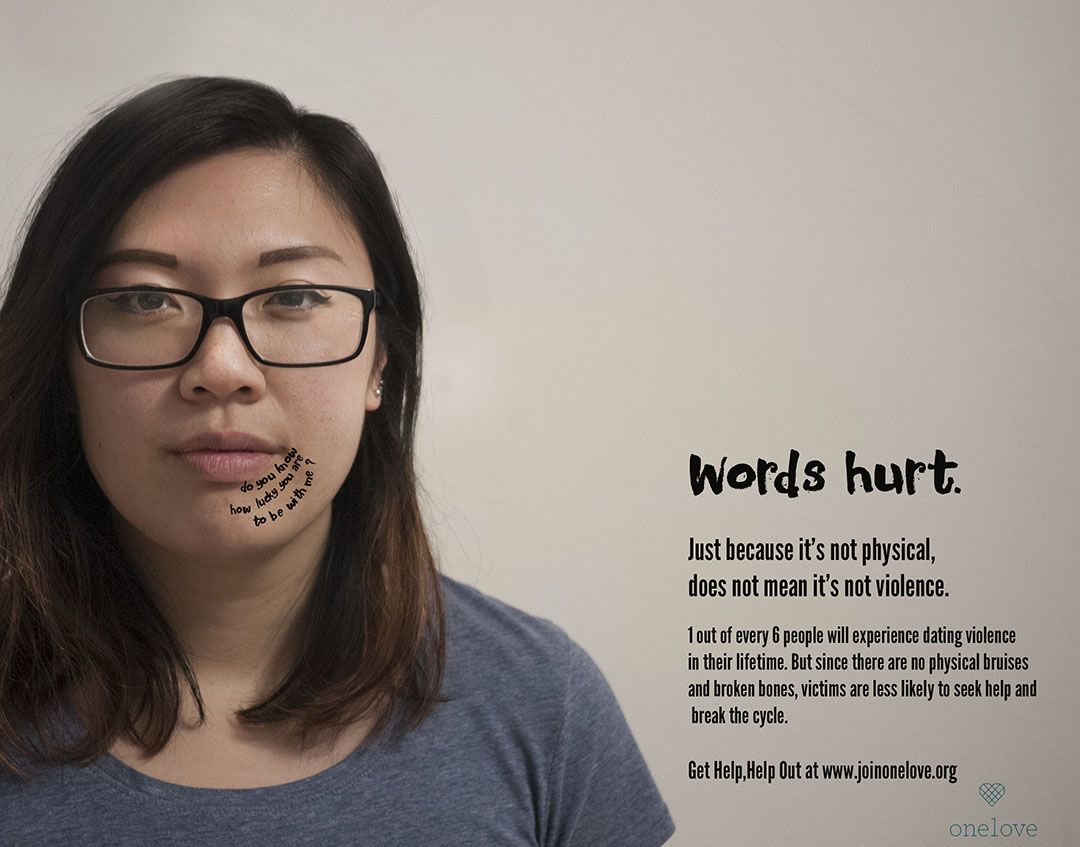 do you know
how lucky you are
to be with me ?
Words hurt.
Just because it's not physical,
does not mean it's not violence.
1 out of every 6 people will experience dating violence
in their lifetime. But since there are no physical bruises
and broken bones, victims are less likely to seek help and
break the cycle.
Get Help,Help Out at www.joinonelove.org
onelove